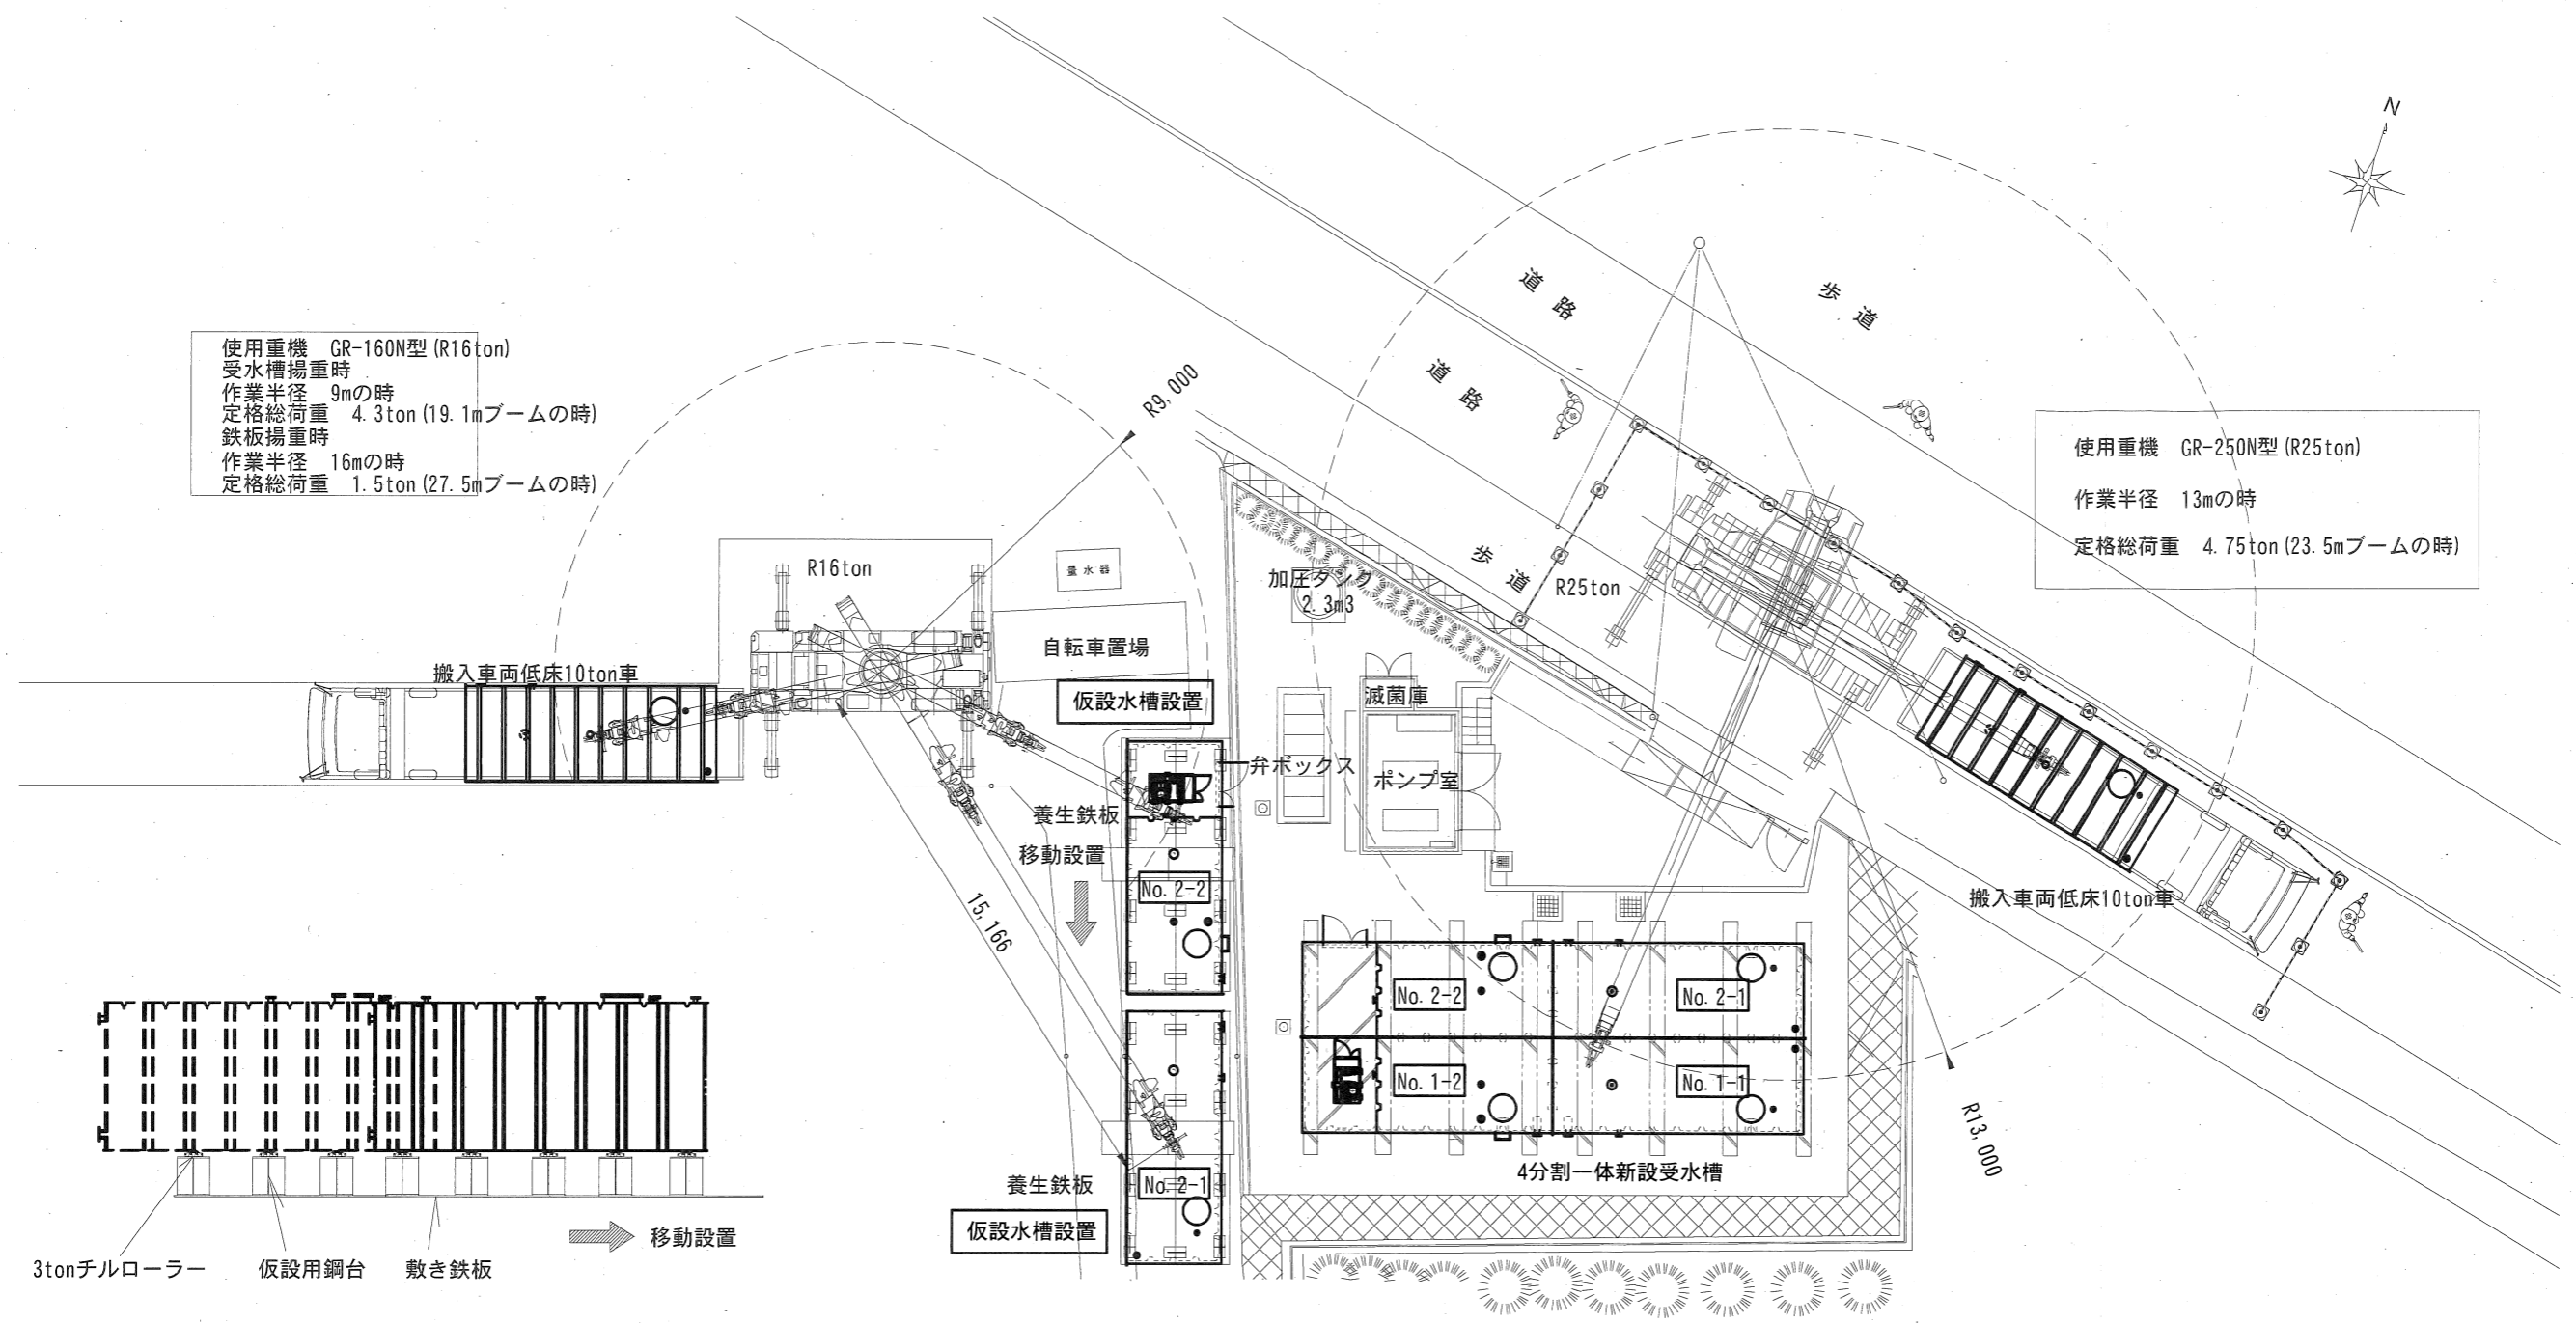 N
使用重機　GR-160N型(R16ton)
受水槽揚重時
作業半径　9mの時
定格総荷重　4.3ton(19.1mブームの時)
鉄板揚重時
作業半径　16mの時
定格総荷重　1.5ton(27.5mブームの時)
R9,000
道路
歩道
道路
歩道
使用重機　GR-250N型(R25ton)
作業半径　13mの時
定格総荷重　4.75ton(23.5mブームの時)
R16ton
量水器
自転車置場
仮設水槽設置
搬入車両低床10ton車
加圧タンク
2.3m3
R25ton
滅菌庫
ポンプ室
弁ボックス
養生鉄板
移動設置
No.2-2
15,166
搬入車両低床10ton車
No.2-2
No.2-1
No.1-2
No.1-1
4分割一体新設受水槽
R13,000
養生鉄板
No.2-1
仮設水槽設置
移動設置
3tonチルローラー
仮設用鋼台
敷き鉄板